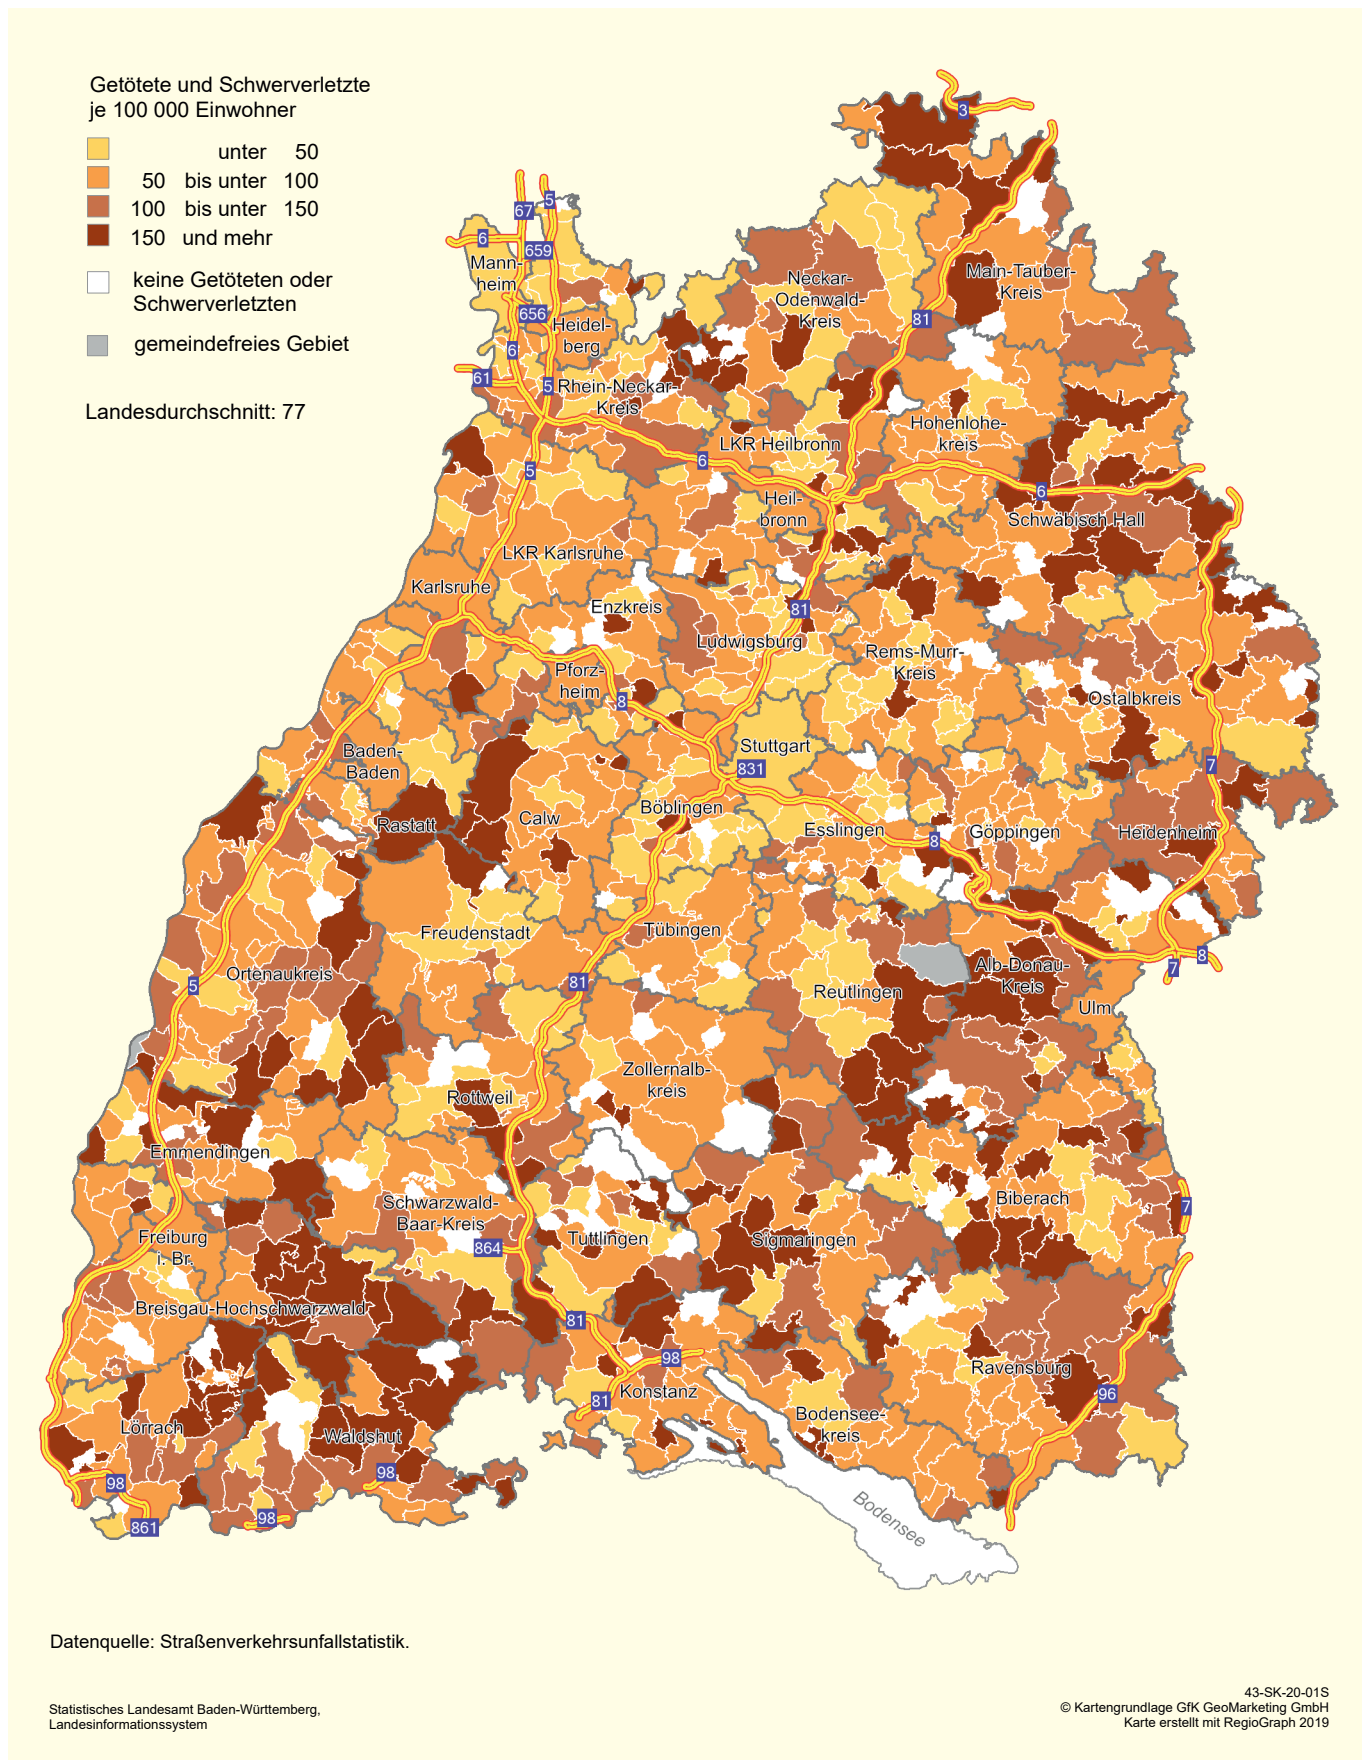 Getötete und Schwerverletzte
je 100 000 Einwohner
unter 50
50 bis unter 100
100 bis unter 150
150 und mehr
keine Getöteten oder
Schwerverletzten
gemeindefreies Gebiet
Landesdurchschnitt: 77
3
5
67
6
659
Mann-
heim
656
Heidel-
berg
6
61
5
Rhein-Neckar-
Kreis
Neckar-
Odenwald-
Kreis
Main-Tauber-
Kreis
81
LKR Heilbronn
Hohenlohe-
kreis
6
5
6
Heil-
bronn
Schwäbisch Hall
LKR Karlsruhe
Karlsruhe
Enzkreis
81
Ludwigsburg
Rems-Murr-
Kreis
Pforz-
heim
8
Ostalbkreis
Baden-
Baden
Stuttgart
831
7
Böblingen
Rastatt
Calw
Esslingen
8
Göppingen
Heidenheim
Freudenstadt
Tübingen
Ortenaukreis
5
81
Reutlingen
Alb-Donau-
Kreis
7
8
Ulm
Zollernalb-
kreis
Rottweil
Emmendingen
Schwarzwald-
Baar-Kreis
Biberach
7
Freiburg
i. Br.
864
Tuttlingen
Sigmaringen
Breisgau-Hochschwarzwald
81
98
Ravensburg
96
Konstanz
81
Lörrach
Waldshut
Bodensee-
kreis
98
98
98
861
Bodensee
Datenquelle: Straßenverkehrsunfallstatistik.
43-SK-20-01S
Statistisches Landesamt Baden-Württemberg,
Landesinformationssystem
© Kartengrundlage GfK GeoMarketing GmbH
Karte erstellt mit RegioGraph 2019